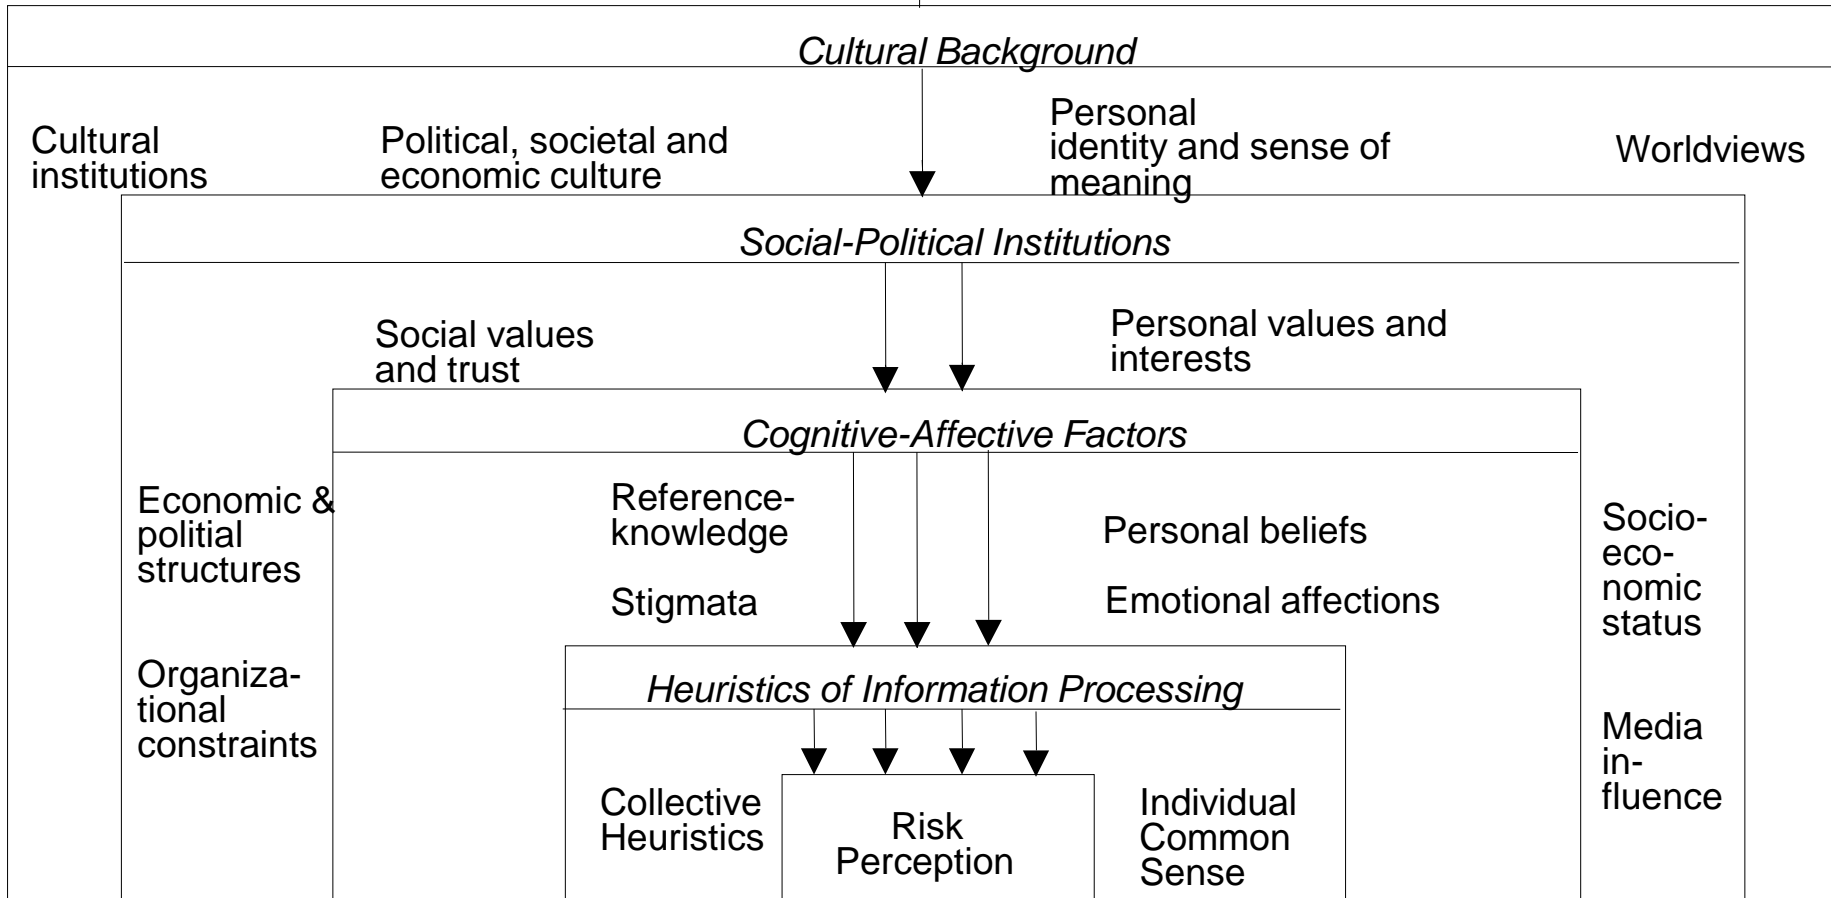 Cultural Background
Cultural
institutions
Political, societal and
economic culture
Personal
identity and sense of
meaning
Worldviews
Social-Political Institutions
Social values
and trust
Personal values and
interests
Cognitive-Affective Factors
Economic &
politial
structures
Organiza-
tional
constraints
Reference-
knowledge
Stigmata
Personal beliefs
Emotional affections
Socio-
eco-
nomic
status
Media
in-
fluence
Heuristics of Information Processing
Collective
Heuristics
Risk
Perception
Individual
Common
Sense